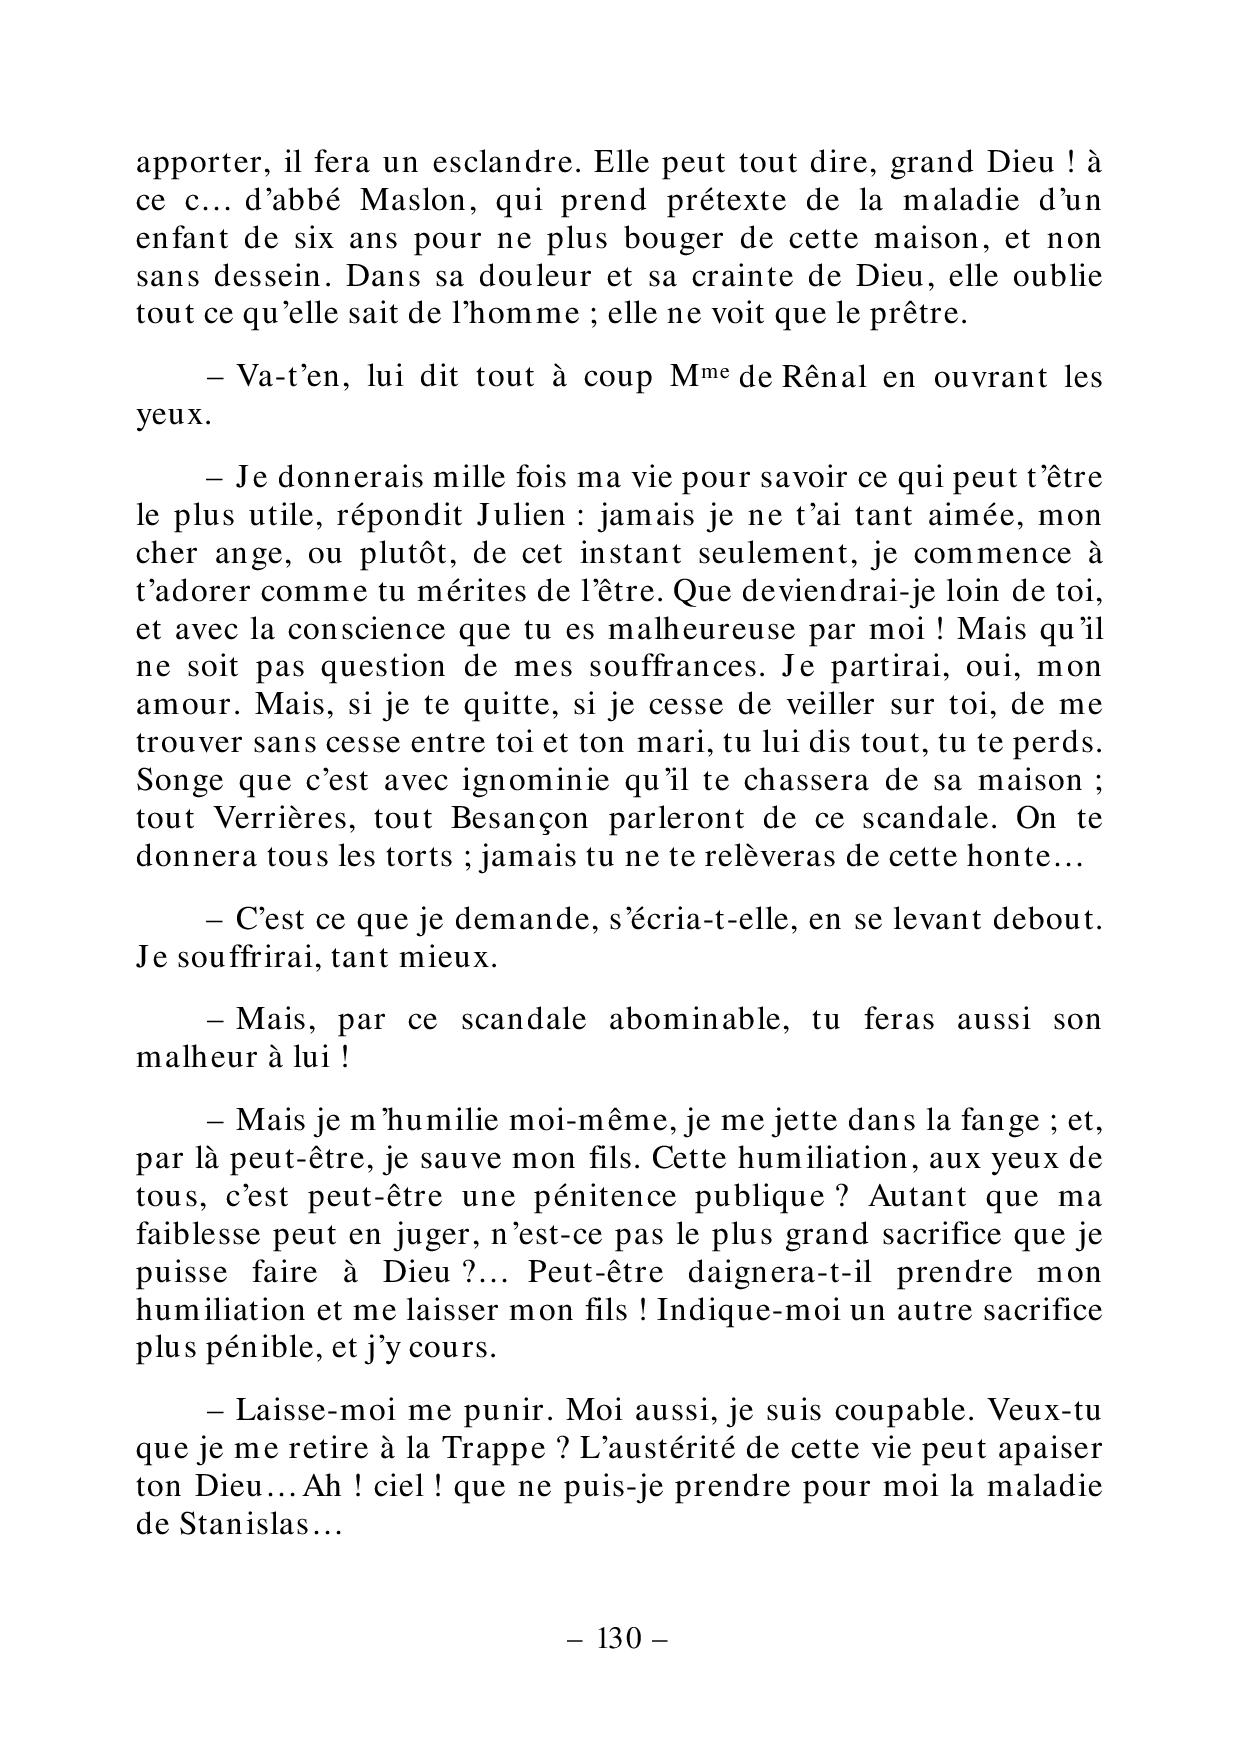 apporter, il fera un esclandre. Elle peut tout dire, grand Dieu ! à
ce c… d’abbé Maslon, qui prend prétexte de la maladie d’un
enfant de six ans pour ne plus bouger de cette maison, et non
sans dessein. Dans sa douleur et sa crainte de Dieu, elle oublie
tout ce qu’elle sait de l’homme ; elle ne voit que le prêtre.
– Va-t’en, lui dit tout à coup Mme de Rênal en ouvrant les
yeux.
– Je donnerais mille fois ma vie pour savoir ce qui peut t’être
le plus utile, répondit Julien : jamais je ne t’ai tant aimée, mon
cher ange, ou plutôt, de cet instant seulement, je commence à
t’adorer comme tu mérites de l’être. Que deviendrai-je loin de toi,
et avec la conscience que tu es malheureuse par moi ! Mais qu’il
ne soit pas question de mes souffrances. Je partirai, oui, mon
amour. Mais, si je te quitte, si je cesse de veiller sur toi, de me
trouver sans cesse entre toi et ton mari, tu lui dis tout, tu te perds.
Songe que c’est avec ignominie qu’il te chassera de sa maison ;
tout Verrières, tout Besançon parleront de ce scandale. On te
donnera tous les torts ; jamais tu ne te relèveras de cette honte…
– C’est ce que je demande, s’écria-t-elle, en se levant debout.
Je souffrirai, tant mieux.
– Mais, par ce scandale abominable, tu feras aussi son
malheur à lui !
– Mais je m’humilie moi-même, je me jette dans la fange ; et,
par là peut-être, je sauve mon fils. Cette humiliation, aux yeux de
tous, c’est peut-être une pénitence publique ? Autant que ma
faiblesse peut en juger, n’est-ce pas le plus grand sacrifice que je
puisse faire à Dieu ?… Peut-être daignera-t-il prendre mon
humiliation et me laisser mon fils ! Indique-moi un autre sacrifice
plus pénible, et j’y cours.
– Laisse-moi me punir. Moi aussi, je suis coupable. Veux-tu
que je me retire à la Trappe ? L’austérité de cette vie peut apaiser
ton Dieu… Ah ! ciel ! que ne puis-je prendre pour moi la maladie
de Stanislas…
– 130 –